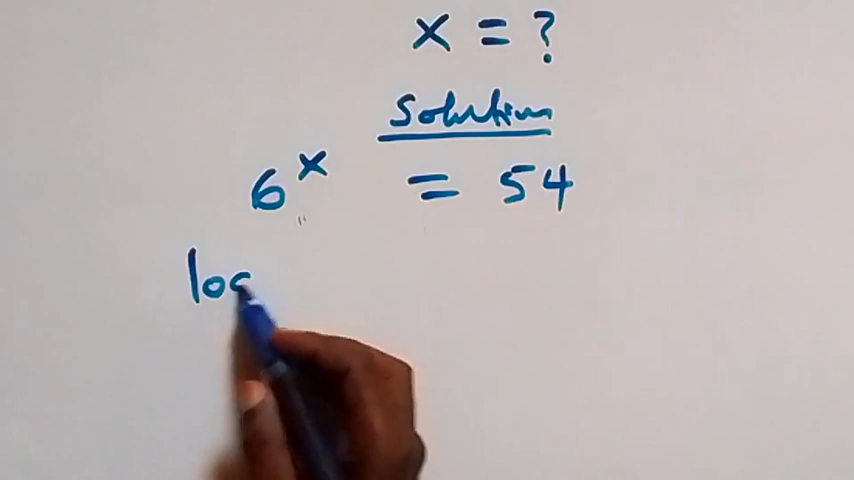 x = ?
Solution
6^x = 54
log